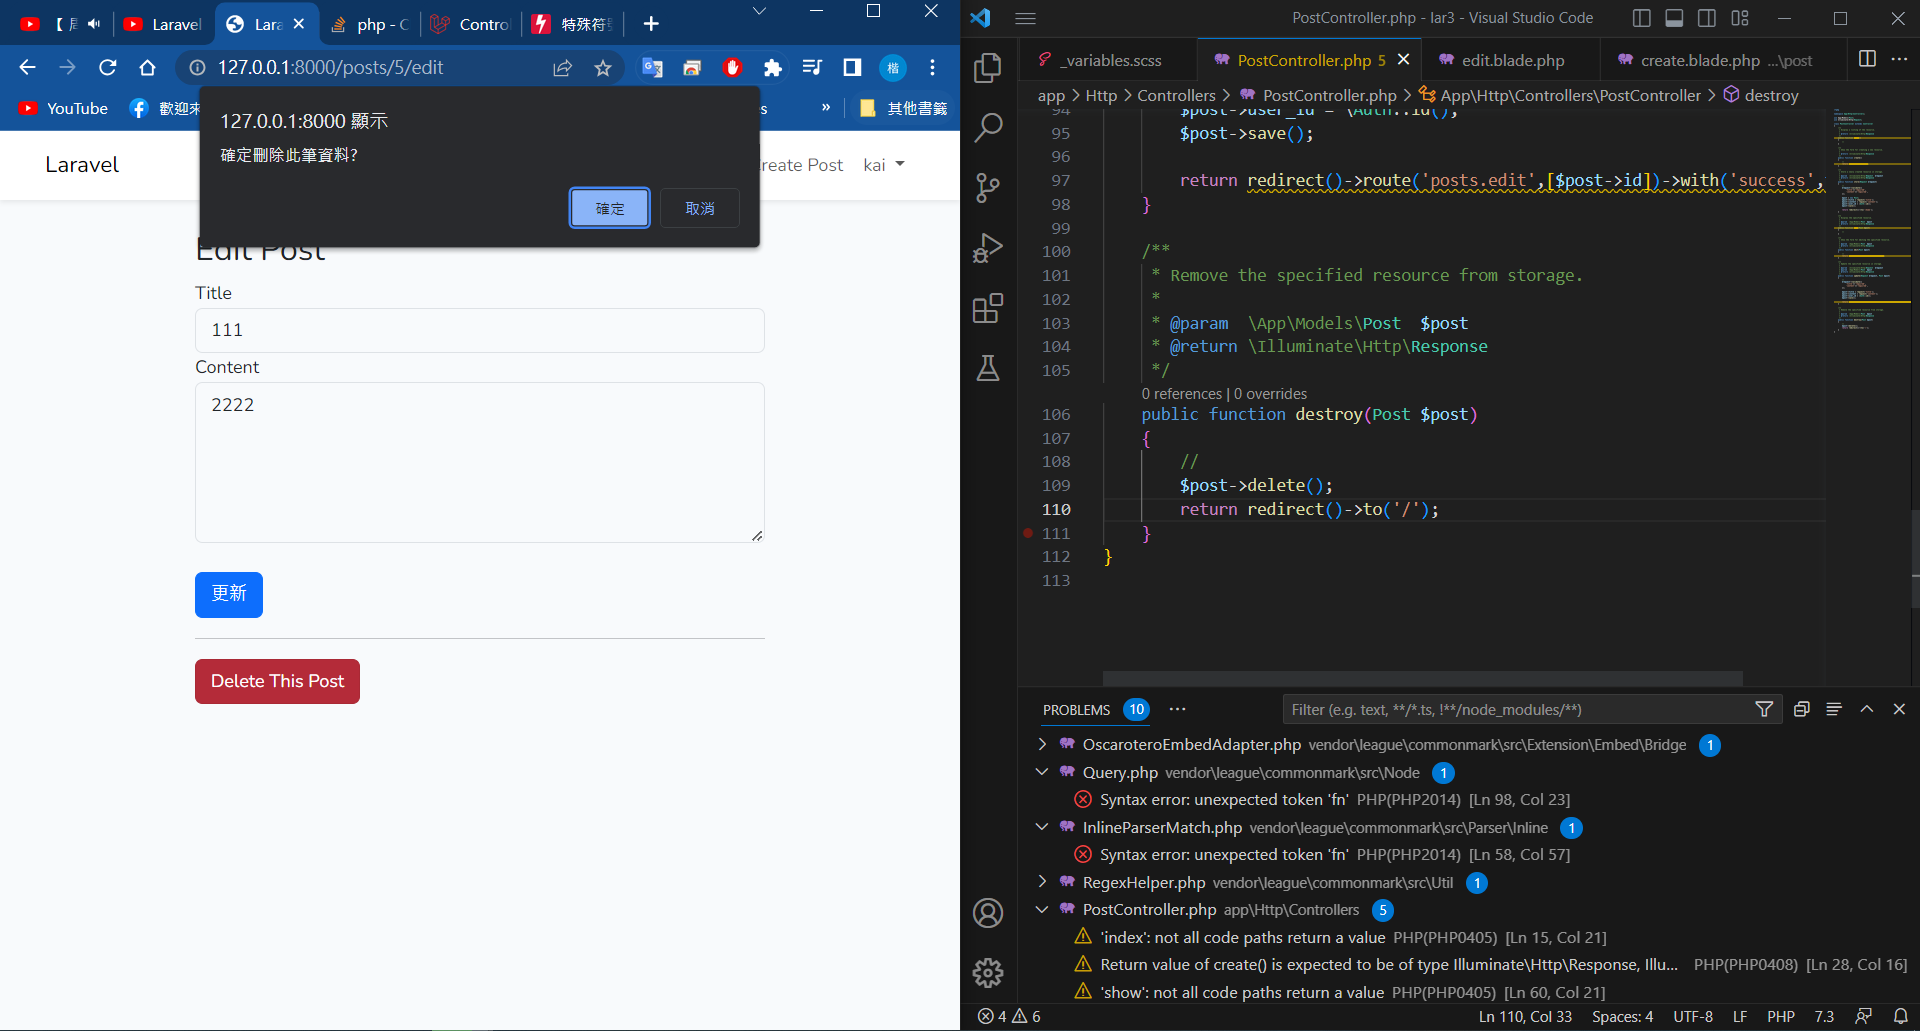 Laravel
Lara
php - C
Contro
特殊符
127.0.0.1:8000/posts/5/edit
楷
YouTube
歡迎來
s
»
其他書籤
127.0.0.1:8000 顯示
確定刪除此筆資料?
確定
取消
Laravel
reate Post
kai
Edit Post
Title
111
Content
2222
更新
Delete This Post
PostController.php - lar3 - Visual Studio Code
_variables.scss
PostController.php 5
edit.blade.php
create.blade.php ...\post
app > Http > Controllers > PostController.php > App\Http\Controllers\PostController > destroy
94 $post->user_id = \Auth::id();
95 $post->save();
96
97 return redirect()->route('posts.edit',[$post->id])->with('success',
98 }
99
100 /**
101 * Remove the specified resource from storage.
102 *
103 * @param  \App\Models\Post  $post
104 * @return \Illuminate\Http\Response
105 */
0 references | 0 overrides
106 public function destroy(Post $post)
107 {
108 //
109 $post->delete();
110 return redirect()->to('/');
111 }
112 }
113
PROBLEMS 10
Filter (e.g. text, **/*.ts, !**/node_modules/**)
OscaroteroEmbedAdapter.php vendor\league\commonmark\src\Extension\Embed\Bridge 1
Query.php vendor\league\commonmark\src\Node 1
Syntax error: unexpected token 'fn' PHP(PHP2014) [Ln 98, Col 23]
InlineParserMatch.php vendor\league\commonmark\src\Parser\Inline 1
Syntax error: unexpected token 'fn' PHP(PHP2014) [Ln 58, Col 57]
RegexHelper.php vendor\league\commonmark\src\Util 1
PostController.php app\Http\Controllers 5
'index': not all code paths return a value PHP(PHP0405) [Ln 15, Col 21]
Return value of create() is expected to be of type Illuminate\Http\Response, Illu... PHP(PHP0408) [Ln 28, Col 16]
'show': not all code paths return a value PHP(PHP0405) [Ln 60, Col 21]
4 6
Ln 110, Col 33
Spaces: 4
UTF-8
LF
PHP
7.3